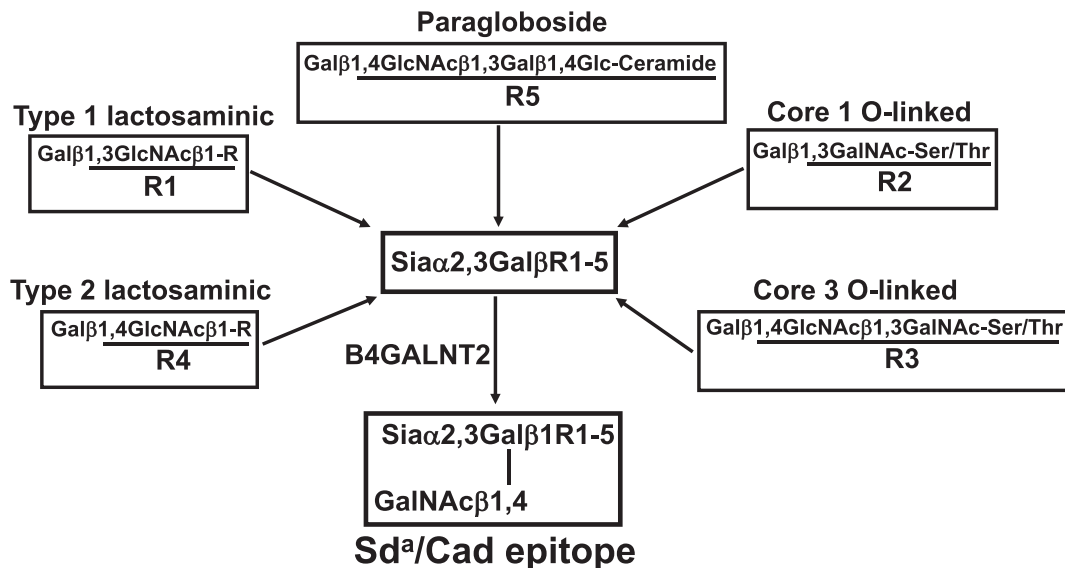 Paragloboside
Galβ1,4GlcNAcβ1,3Galβ1,4Glc-Ceramide
R5
Type 1 lactosaminic
Galβ1,3GlcNAcβ1-R
R1
Core 1 O-linked
Galβ1,3GalNAc-Ser/Thr
R2
Siaα2,3GalβR1-5
Type 2 lactosaminic
Galβ1,4GlcNAcβ1-R
R4
Core 3 O-linked
Galβ1,4GlcNAcβ1,3GalNAc-Ser/Thr
R3
B4GALNT2
Siaα2,3Galβ1R1-5
GalNAcβ1,4
Sdᵃ/Cad epitope